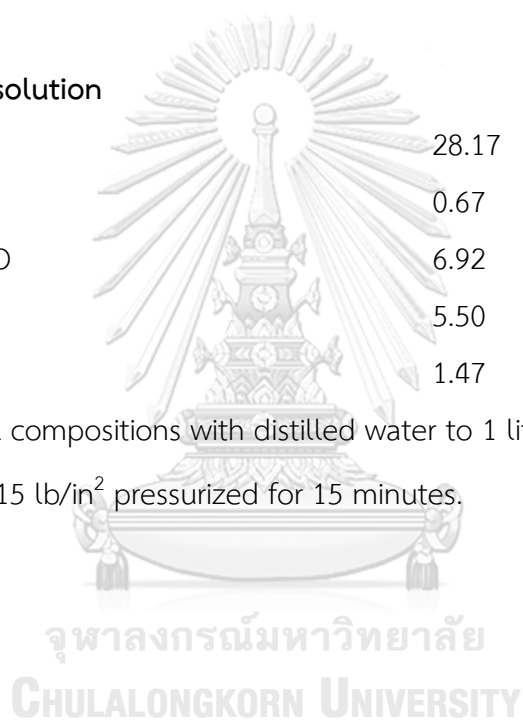 solution
28.17
0.67
O 6.92
5.50
1.47
compositions with distilled water to 1
15 lb/in² pressurized for 15 minutes.
จุฬาลงกรณ์มหาวิทยาลัย
CHULALONGKORN UNIVERSITY